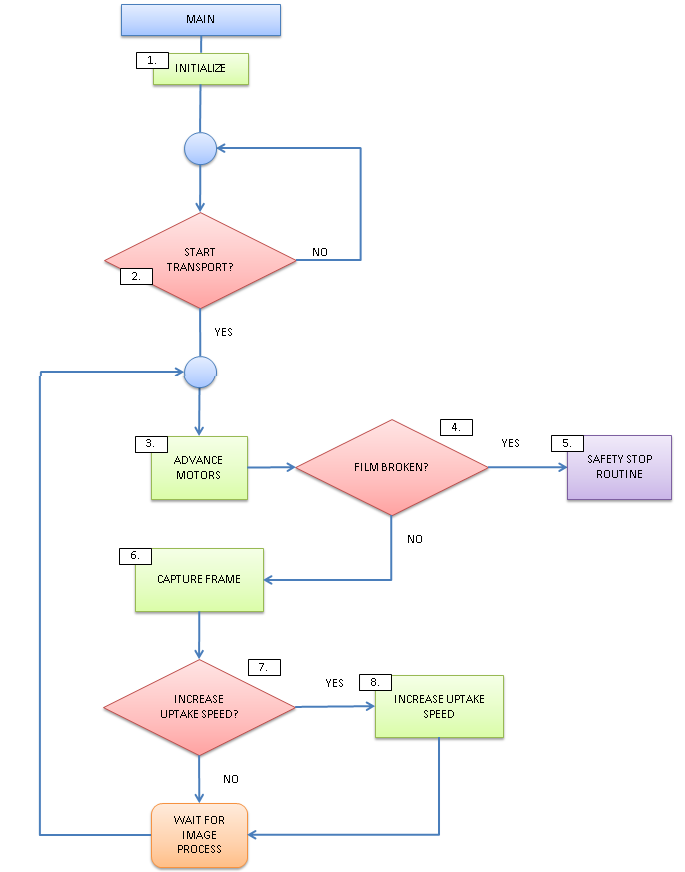 MAIN
1.
INITIALIZE
START
TRANSPORT?
NO
2.
YES
3.
ADVANCE
MOTORS
4.
FILM BROKEN?
YES
5.
SAFETY STOP
ROUTINE
NO
6.
CAPTURE FRAME
7.
INCREASE
UPTAKE SPEED?
YES
8.
INCREASE UPTAKE
SPEED
NO
WAIT FOR
IMAGE
PROCESS